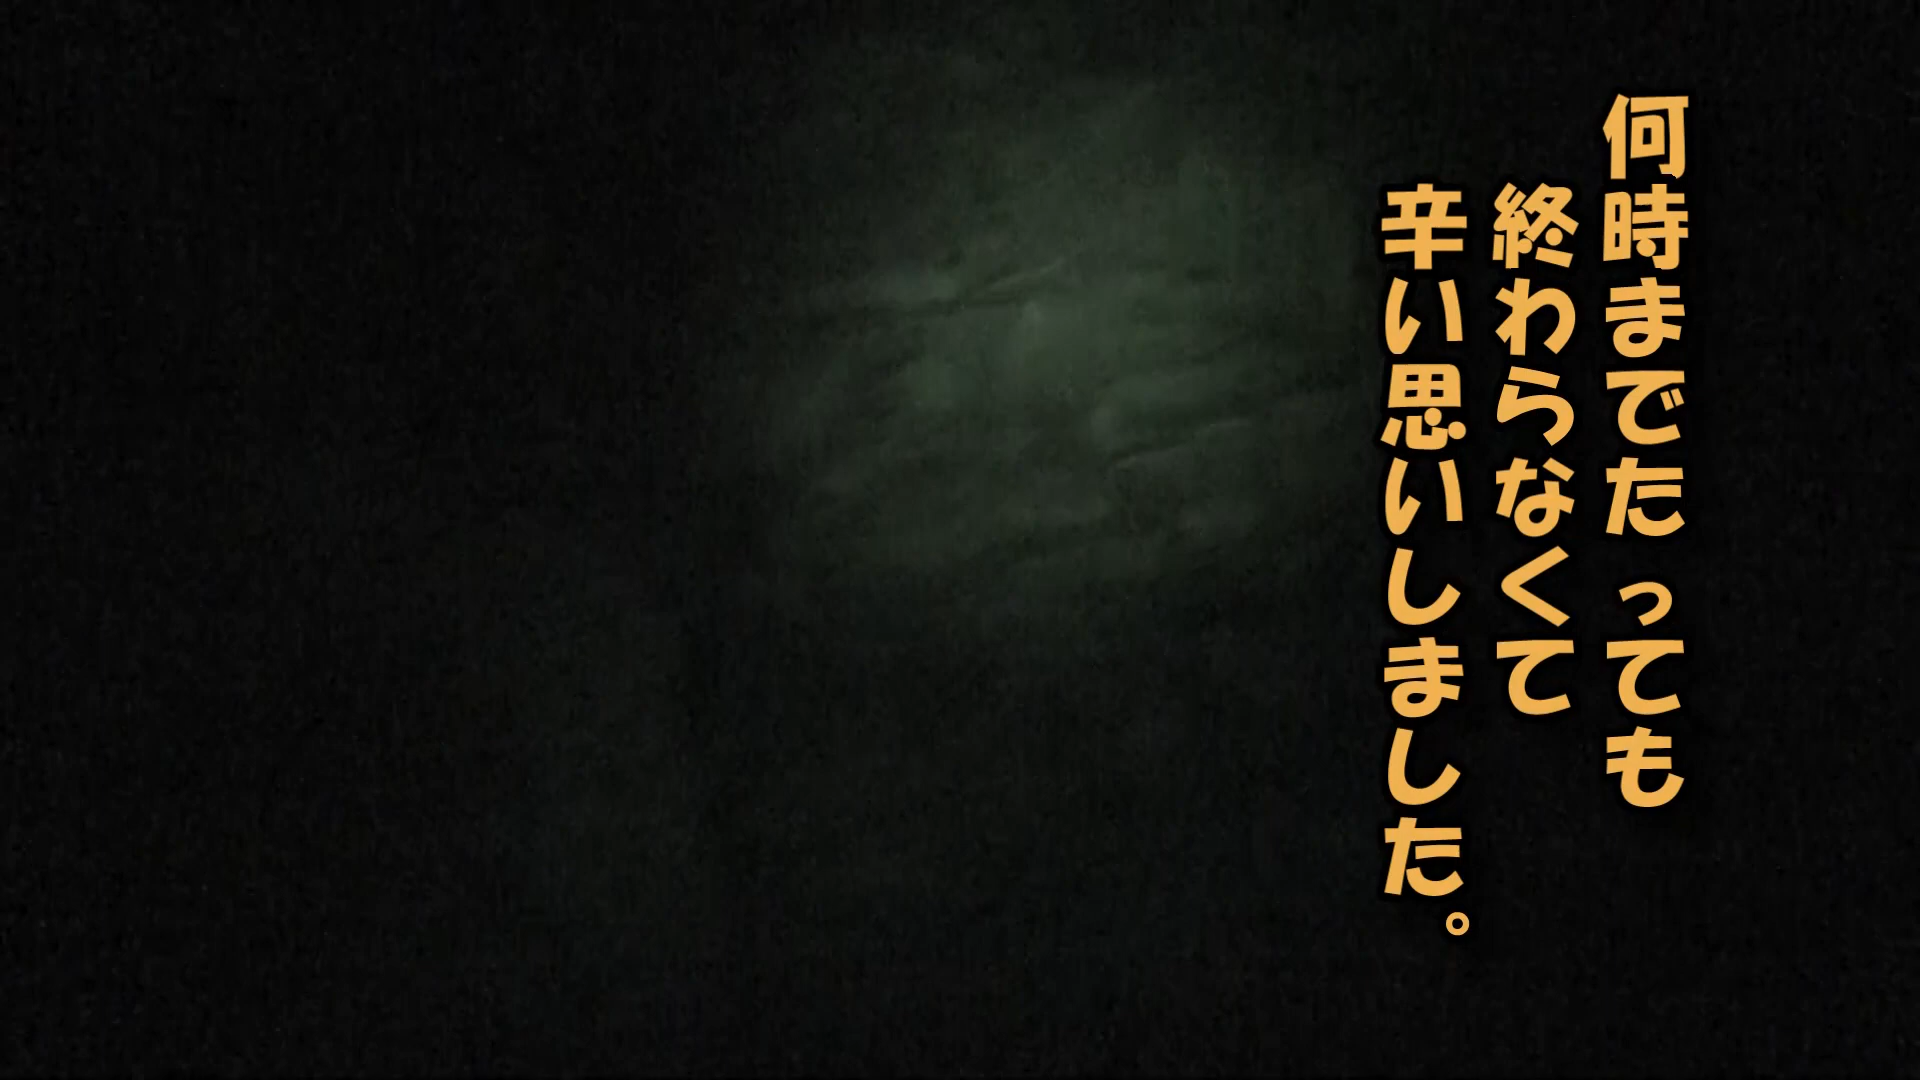 何時までたっても
終わらなくて
辛い思いしました。